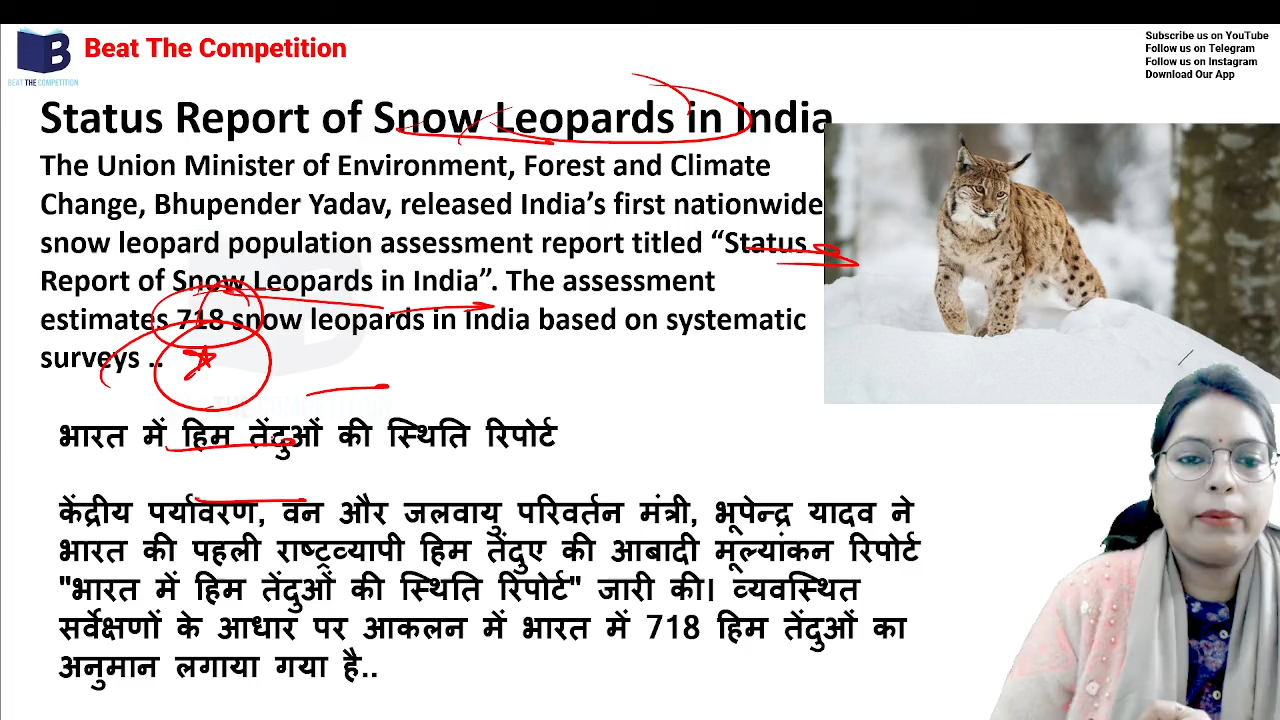 Beat The Competition
BEAT THE COMPETITION
Subscribe us on YouTube
Follow us on Telegram
Follow us on Instagram
Download Our App
Status Report of Snow Leopards in India
The Union Minister of Environment, Forest and Climate
Change, Bhupender Yadav, released India’s first nationwide
snow leopard population assessment report titled “Status
Report of Snow Leopards in India”. The assessment
estimates 718 snow leopards in India based on systematic
surveys ..
THE COMPETITION
भारत में हिम तेंदुओं की स्थिति रिपोर्ट
केंद्रीय पर्यावरण, वन और जलवायु परिवर्तन मंत्री, भूपेन्द्र यादव ने
भारत की पहली राष्ट्रव्यापी हिम तेंदुए की आबादी मूल्यांकन रिपोर्ट
"भारत में हिम तेंदुओं की स्थिति रिपोर्ट" जारी की। व्यवस्थित
सर्वेक्षणों के आधार पर आकलन में भारत में 718 हिम तेंदुओं का
अनुमान लगाया गया है..